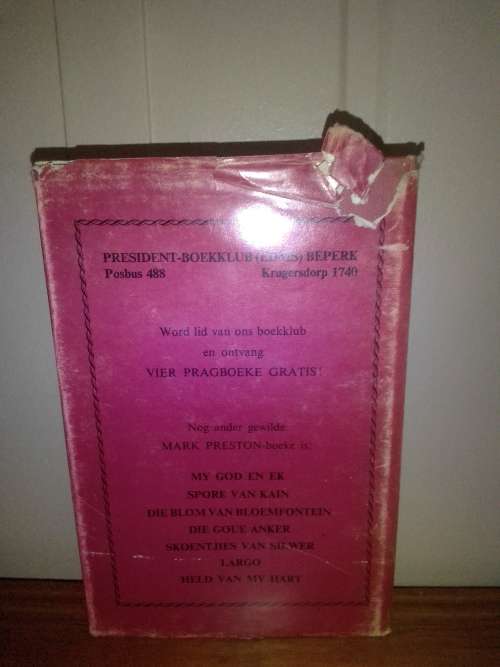 PRESIDENT-BOEKKLUB (EDMS) BEPERK
Posbus 488 Krugersdorp 1740
Word lid van ons boekklub
en ontvang
VIER PRAGBOEKE GRATIS!
Nog ander gewilde
MARK PRESTON-boeke is:
MY GOD EN EK
SPORE VAN KAIN
DIE BLOM VAN BLOEMFONTEIN
DIE GOUE ANKER
SKOENTJIES VAN SILWER
LARGO
HELD VAN MY HART